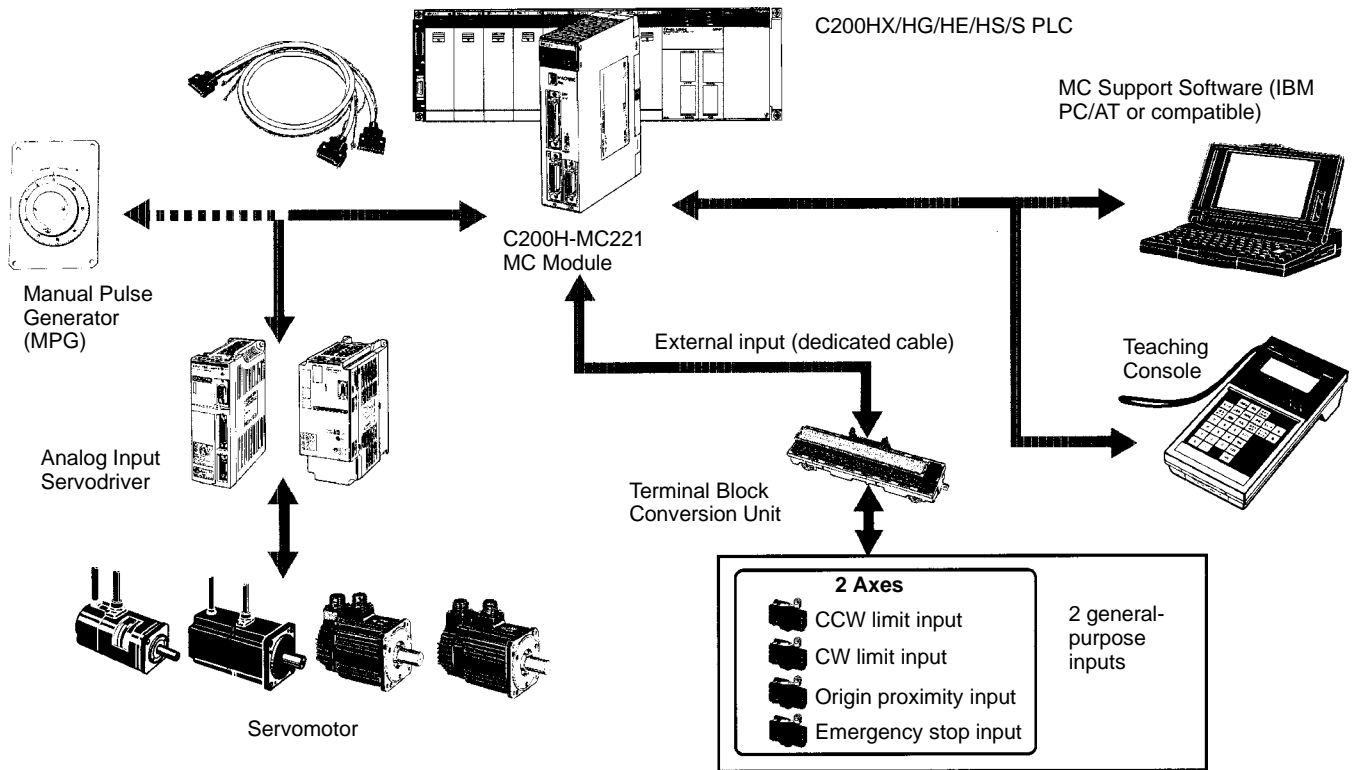 C200HX/HG/HE/HS/S PLC
MC Support Software (IBM
PC/AT or compatible)
C200H-MC221
MC Module
Manual Pulse
Generator
(MPG)
External input (dedicated cable)
Teaching
Console
Analog Input
Servodriver
Terminal Block
Conversion Unit
2 Axes
CCW limit input
CW limit input
Origin proximity input
Emergency stop input
2 general-
purpose
inputs
Servomotor